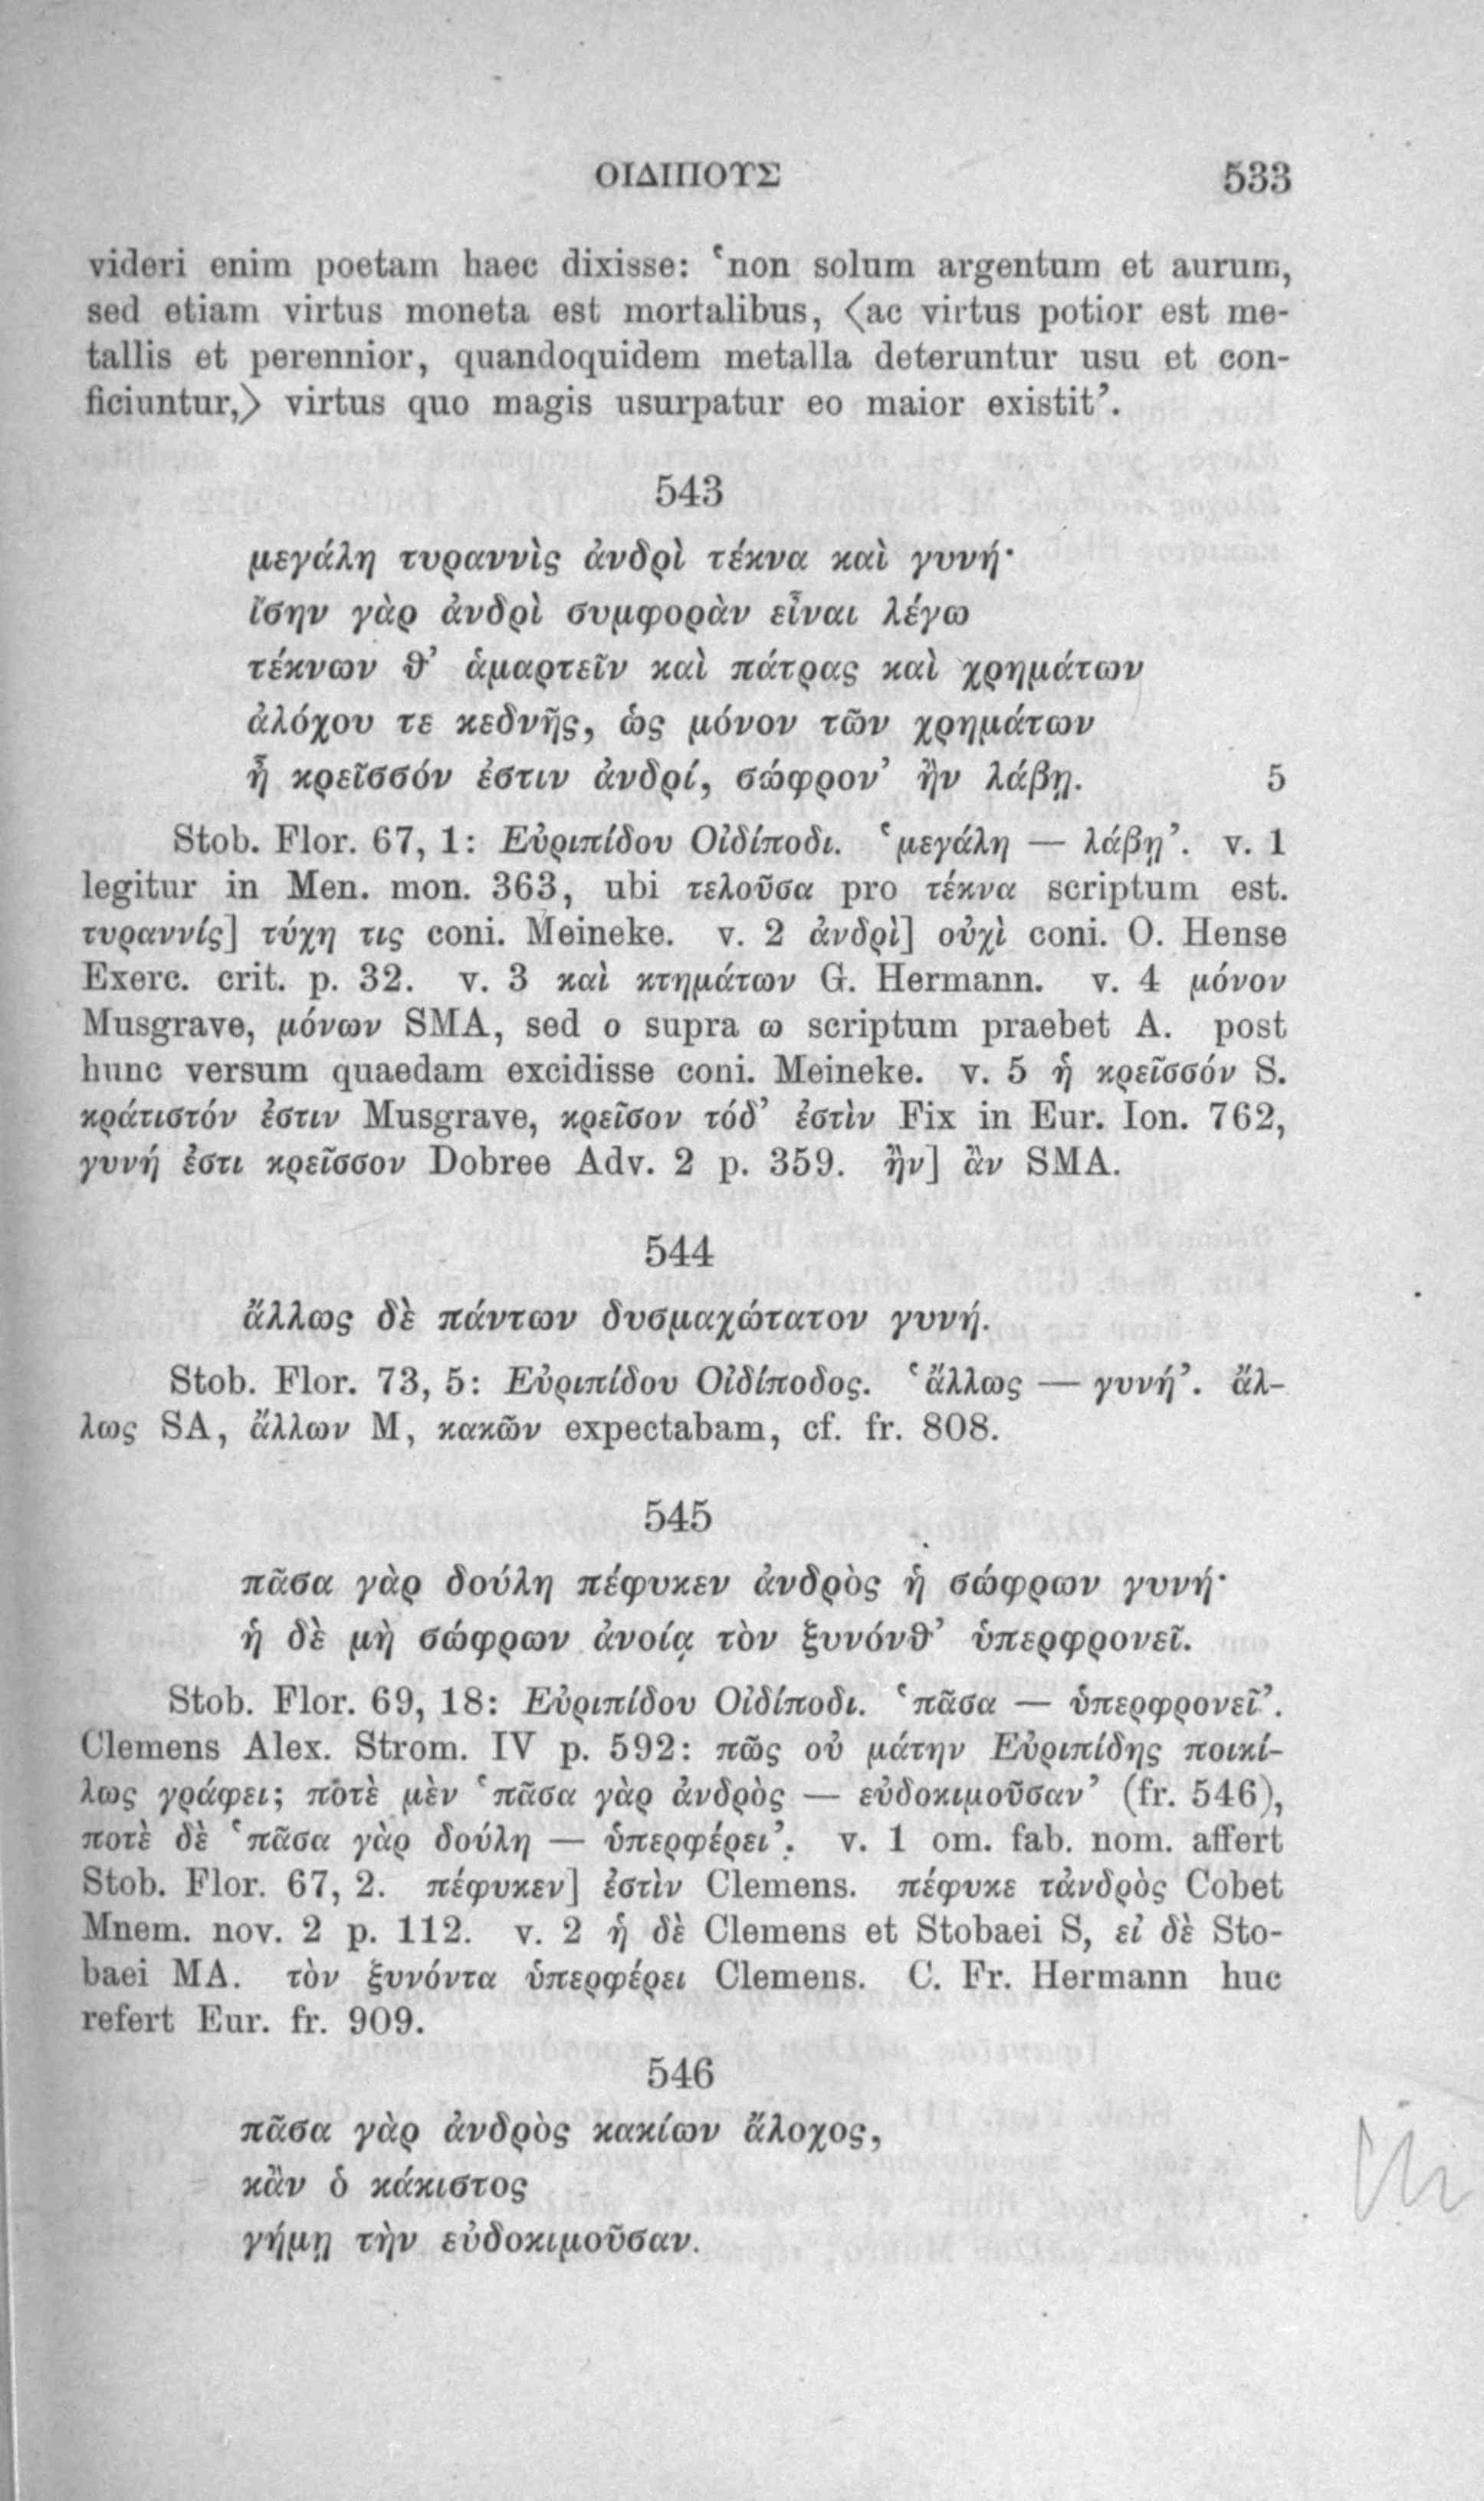 ΟΙΔΙΠΟΥΣ 533
videri enim poetam haec dixisse: ‘non solum argentum et aurum,
sed etiam virtus moneta est mortalibus, ⟨ac virtus potior est me-
tallis et perennior, quandoquidem metalla deteruntur usu et con-
ficiuntur,⟩ virtus quo magis usurpatur eo maior existit’.
543
μεγάλη τυραννὶς ἀνδρὶ τέκνα καὶ γυνή·
ἴσην γὰρ ἀνδρὶ συμφορὰν εἶναι λέγω
τέκνων θ’ ἁμαρτεῖν καὶ πάτρας καὶ χρημάτων
ἀλόχου τε κεδνῆς, ὡς μόνον τῶν χρημάτων
ἦ κρεῖσσόν ἐστιν ἀνδρί, σώφρον’ ἢν λάβῃ. 5
Stob. Flor. 67, 1: Εὐριπίδου Οἰδίποδι. ‘μεγάλη — λάβῃ’. v. 1
legitur in Men. mon. 363, ubi τελοῦσα pro τέκνα scriptum est.
τυραννίς] τύχη τις coni. Meineke. v. 2 ἀνδρὶ] οὐχὶ coni. O. Hense
Exerc. crit. p. 32. v. 3 καὶ κτημάτων G. Hermann. v. 4 μόνον
Musgrave, μόνων SMA, sed ο supra ω scriptum praebet A. post
hunc versum quaedam excidisse coni. Meineke. v. 5 ἡ κρεῖσσόν S.
κράτιστόν ἐστιν Musgrave, κρεῖσον τόδ’ ἐστὶν Fix in Eur. Ion. 762,
γυνή ἐστι κρεῖσσον Dobree Adv. 2 p. 359. ἢν] ἂν SMA.
544
ἄλλως δὲ πάντων δυσμαχώτατον γυνή.
Stob. Flor. 73, 5: Εὐριπίδου Οἰδίποδος. ‘ἄλλως — γυνή’. ἄλ-
λως SA, ἄλλων M, κακῶν expectabam, cf. fr. 808.
545
πᾶσα γὰρ δούλη πέφυκεν ἀνδρὸς ἡ σώφρων γυνή·
ἡ δὲ μὴ σώφρων ἀνοίᾳ τὸν ξυνόνθ’ ὑπερφρονεῖ.
Stob. Flor. 69, 18: Εὐριπίδου Οἰδίποδι. ‘πᾶσα — ὑπερφρονεῖ’.
Clemens Alex. Strom. IV p. 592: πῶς οὐ μάτην Εὐριπίδης ποικί-
λως γράφει; ποτὲ μὲν ‘πᾶσα γὰρ ἀνδρὸς — εὐδοκιμοῦσαν’ (fr. 546),
ποτὲ δὲ ‘πᾶσα γὰρ δούλη — ὑπερφέρει’. v. 1 om. fab. nom. affert
Stob. Flor. 67, 2. πέφυκεν] ἐστὶν Clemens. πέφυκε τἀνδρὸς Cobet
Mnem. nov. 2 p. 112. v. 2 ἡ δὲ Clemens et Stobaei S, εἰ δὲ Sto-
baei MA. τὸν ξυνόντα ὑπερφέρει Clemens. C. Fr. Hermann huc
refert Eur. fr. 909.
546
πᾶσα γὰρ ἀνδρὸς κακίων ἄλοχος,
κἂν ὁ κάκιστος
γήμῃ τὴν εὐδοκιμοῦσαν.